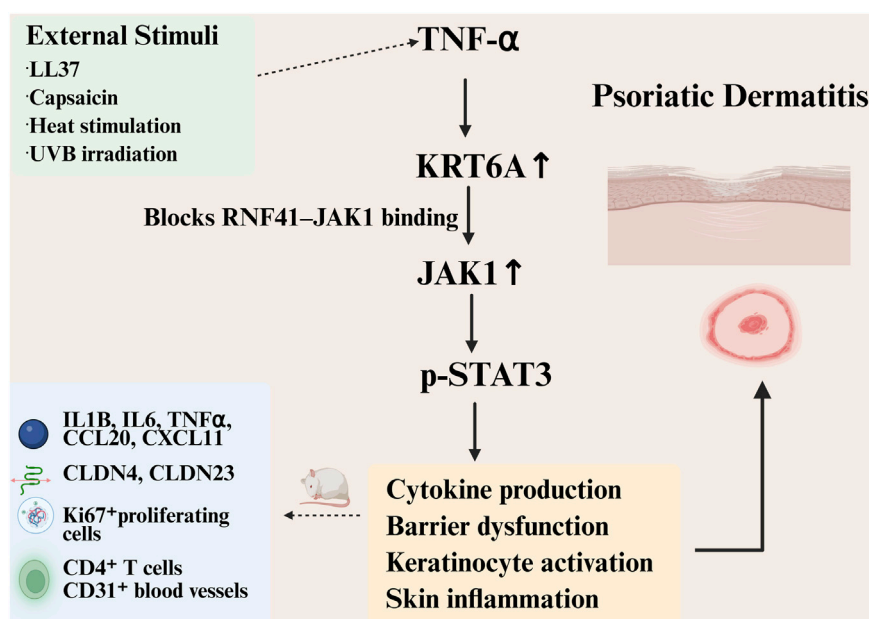 External Stimuli
·LL37
·Capsaicin
·Heat stimulation
·UVB irradiation
TNF-α
Psoriatic Dermatitis
KRT6A↑
Blocks RNF41–JAK1 binding
JAK1↑
p-STAT3
IL1B, IL6, TNFα,
CCL20, CXCL11
CLDN4, CLDN23
Ki67⁺proliferating
cells
CD4⁺ T cells
CD31⁺ blood vessels
Cytokine production
Barrier dysfunction
Keratinocyte activation
Skin inflammation